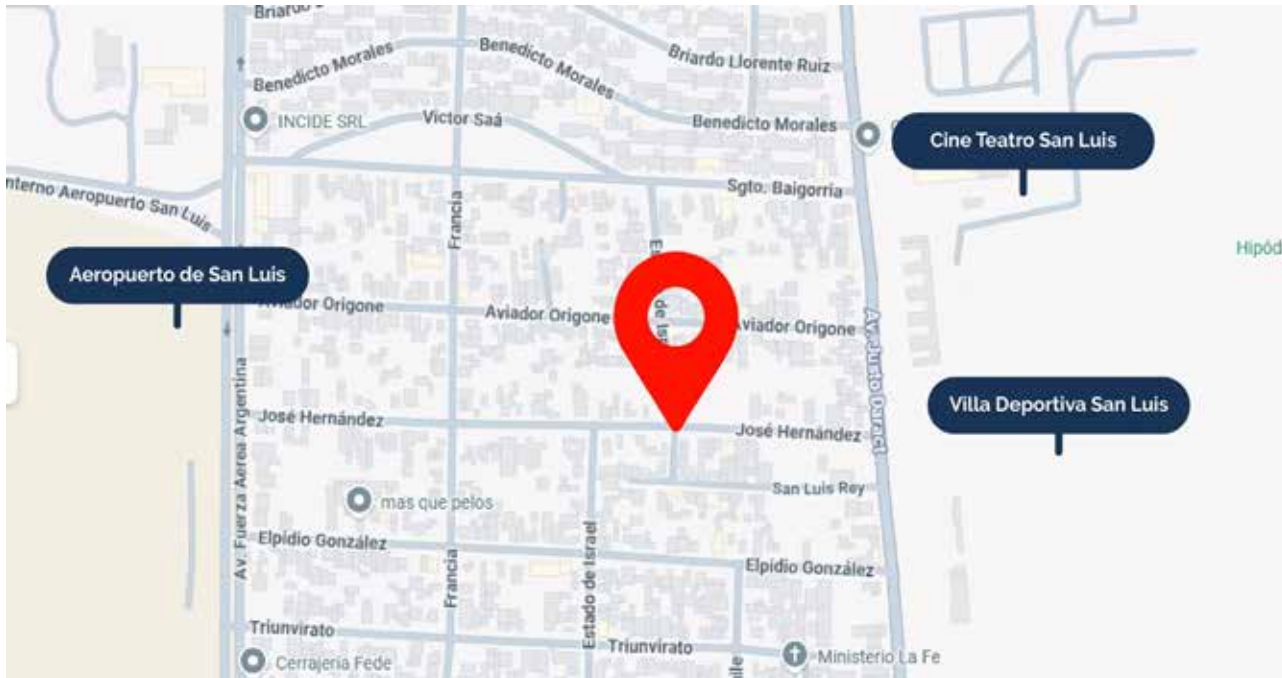 Benedicto Morales
Benedicto Morales
Briardo Llorente Ruiz
INCIDE SRL
Victor Saá
Benedicto Morales
Cine Teatro San Luis
nterno Aeropuerto San Luis
Francia
Sgto. Baigorria
Hipód
Aeropuerto de San Luis
Aviador Origone
Aviador Origone
de Isr
Av. Justo Daract
Villa Deportiva San Luis
José Hernández
José Hernández
San Luis Rey
mas que pelos
Av. Fuerza Aerea Argentina
Elpidio González
Francia
Estado de Israel
Elpidio González
Triunvirato
Triunvirato
Cerrajeria Fede
Ministerio La Fe